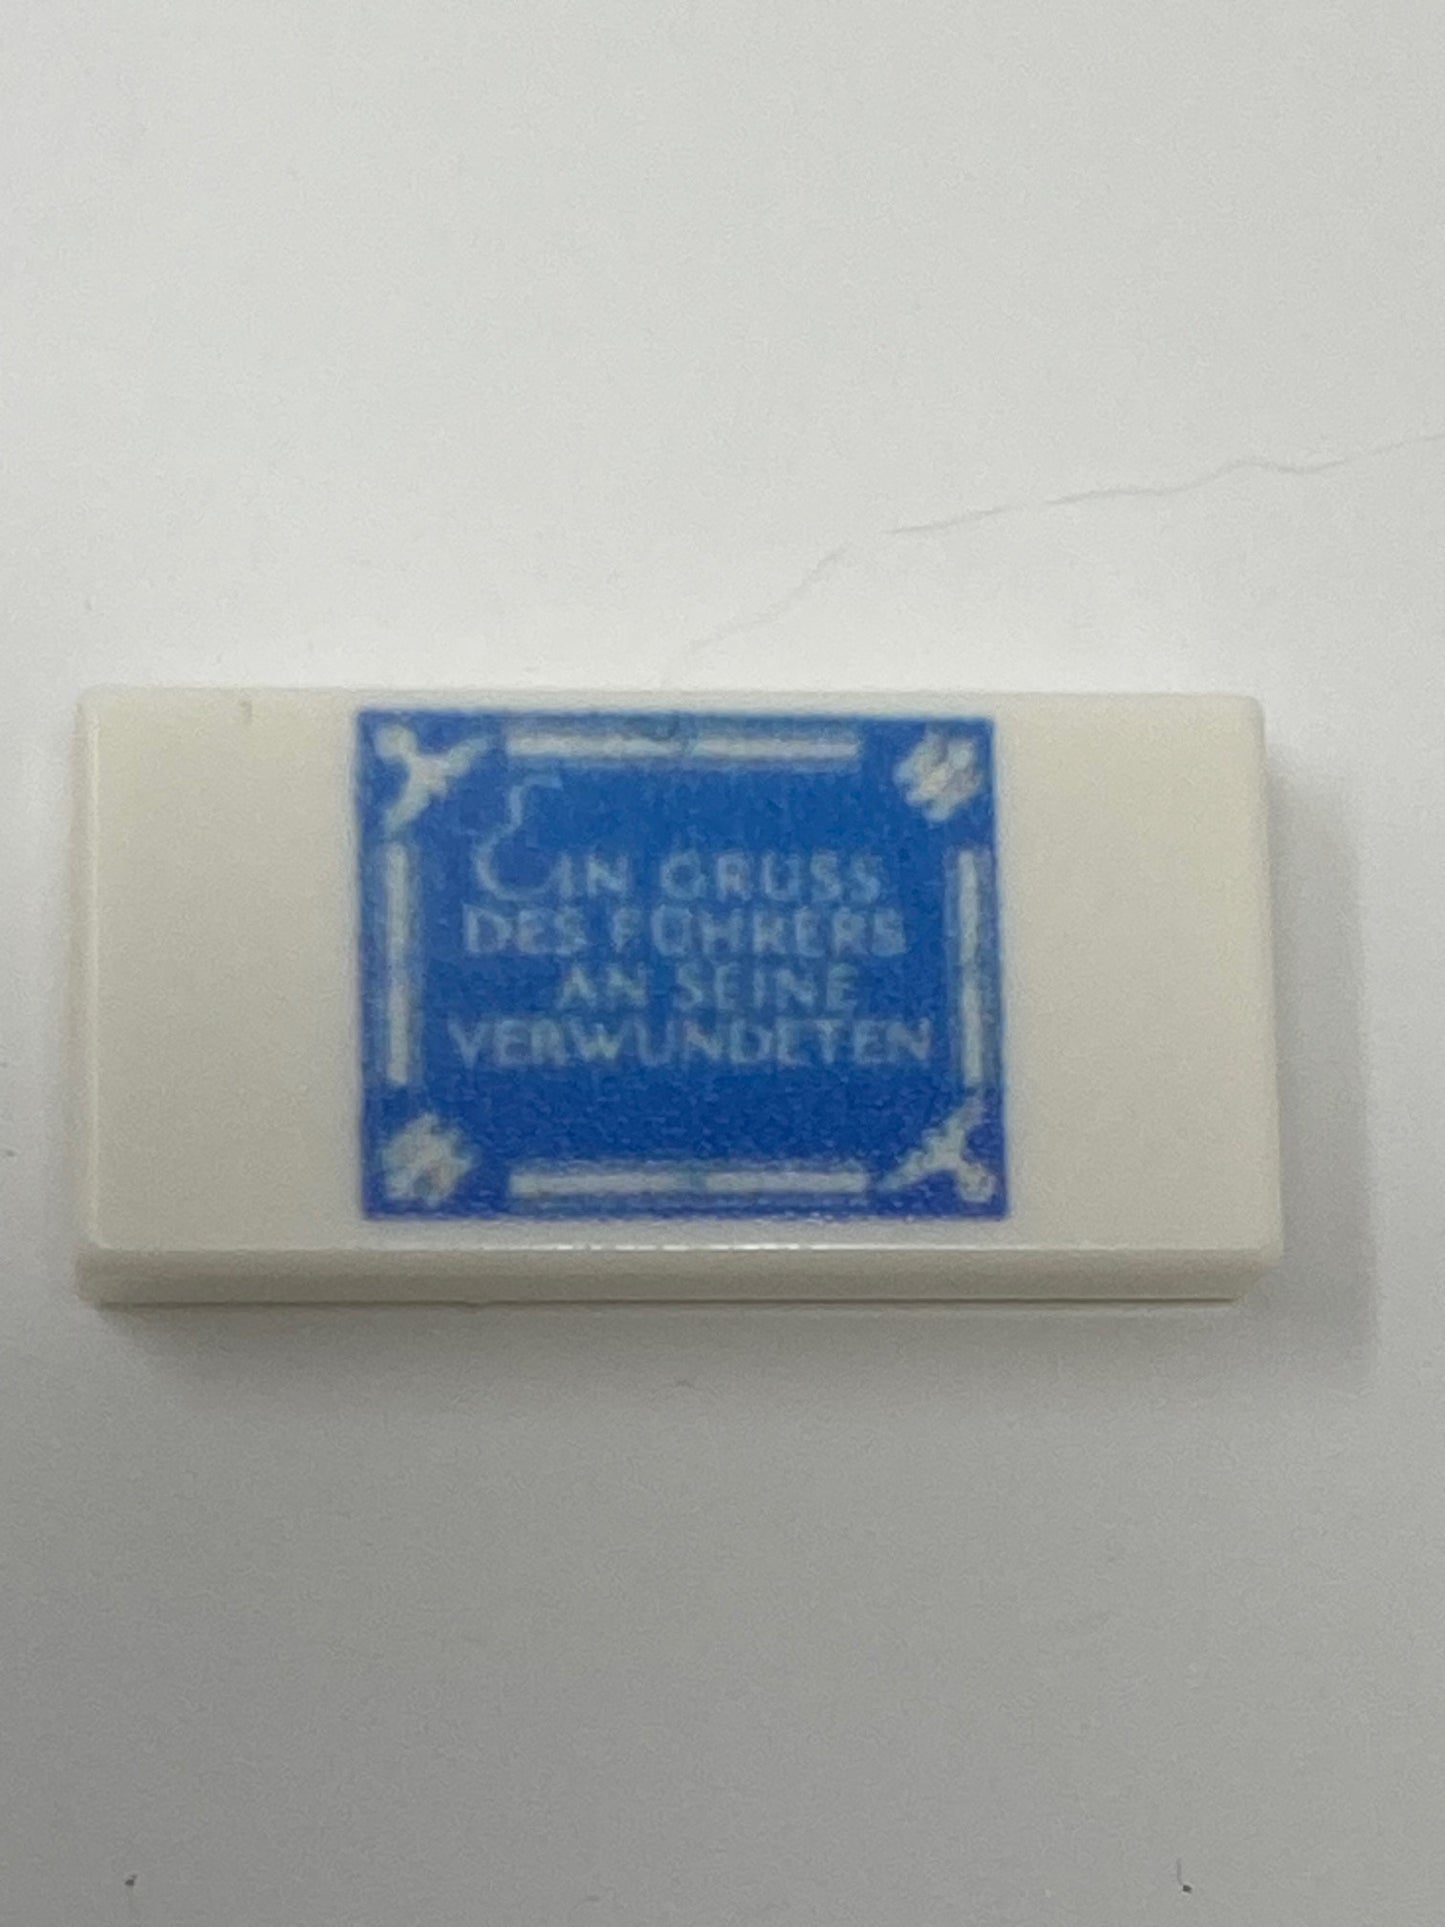 EIN GRUSS
DES FÜHRERS
AN SEINE
VERWUNDETEN